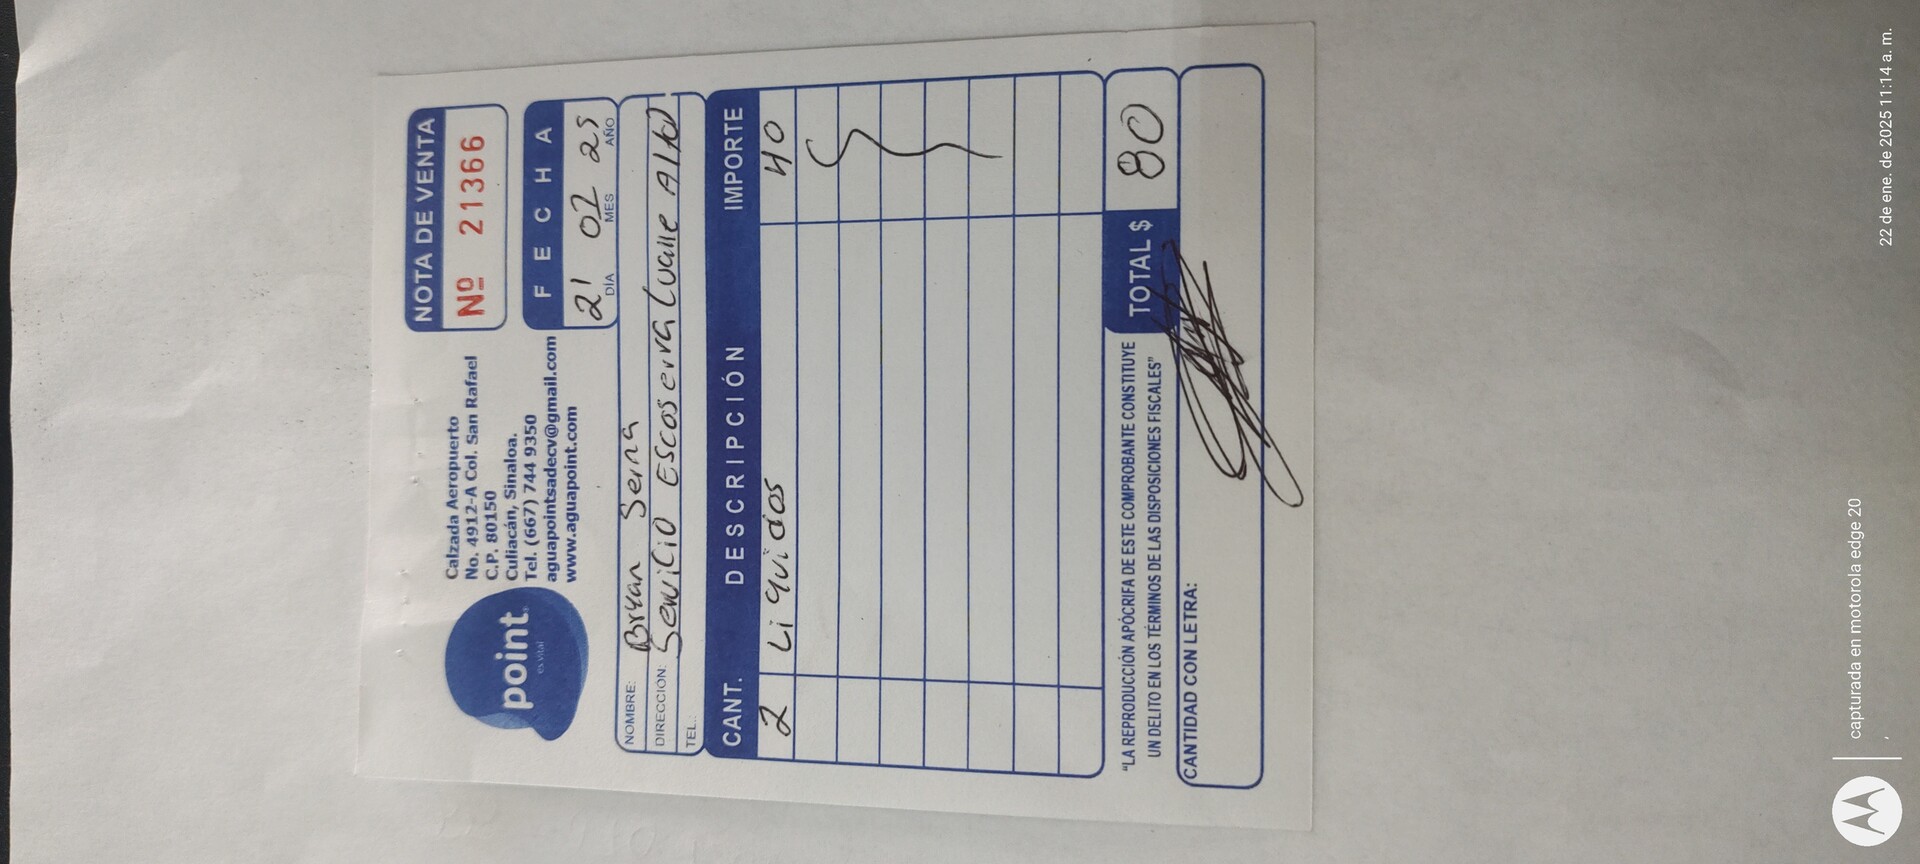 point
es vital
Calzada Aeropuerto
No. 4912-A Col. San Rafael
C.P. 80150
Culiacán, Sinaloa.
Tel. (667) 744 9350
aguapointsadecv@gmail.com
www.aguapoint.com
NOTA DE VENTA
Nº 21366
FECHA
21 02 25
DÍA MES AÑO
NOMBRE: Bryan Serna
DIRECCIÓN: Servicio Escoserra (valle Alto)
TEL.:
CANT. DESCRIPCIÓN IMPORTE
2 Liquidos 40
"LA REPRODUCCIÓN APÓCRIFA DE ESTE COMPROBANTE CONSTITUYE
UN DELITO EN LOS TÉRMINOS DE LAS DISPOSICIONES FISCALES"
TOTAL $ 80
CANTIDAD CON LETRA:
capturada en motorola edge 20
,
22 de ene. de 2025 11:14 a. m.